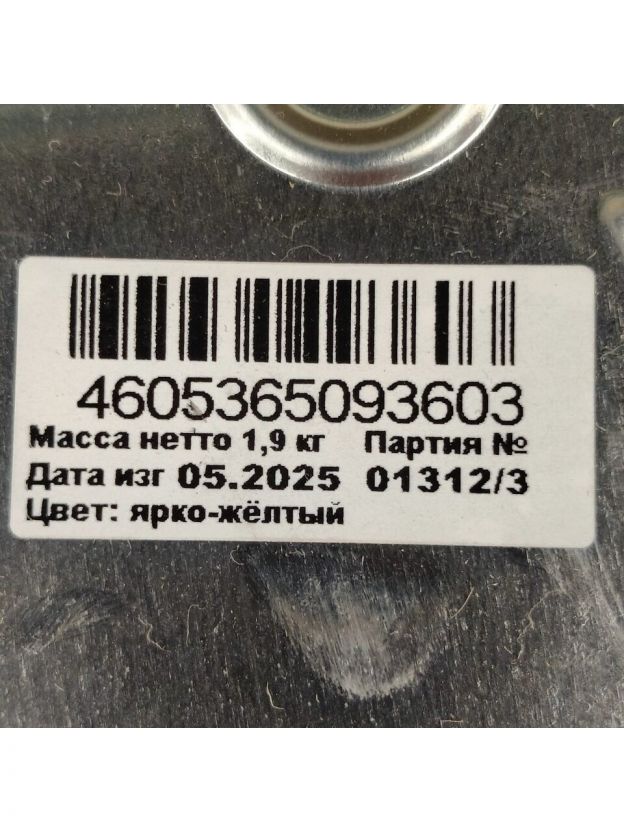 4605365093603
Масса нетто 1,9 кг Партия №
Дата изг 05.2025 01312/3
Цвет: ярко-жёлтый